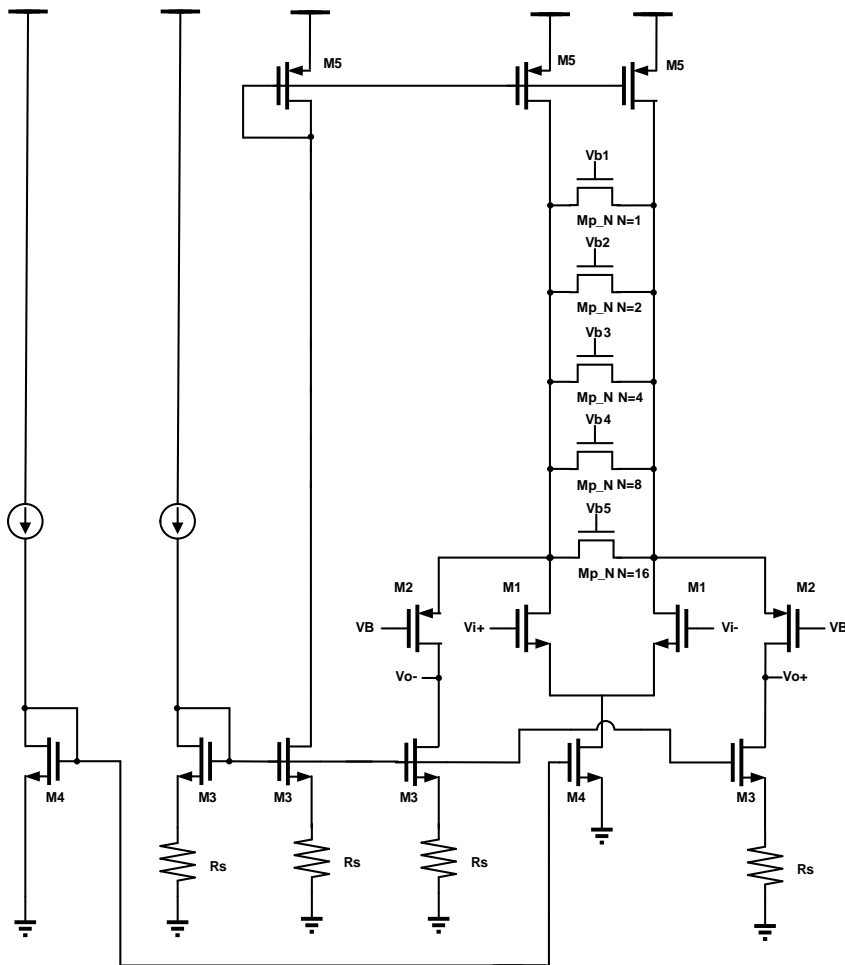 M5
M5
M5
Vb1
Mp_N N=1
Vb2
Mp_N N=2
Vb3
Mp_N N=4
Vb4
Mp_N N=8
Vb5
Mp_N N=16
M2
M1
M1
M2
VB
Vi+
Vi-
VB
Vo-
Vo+
M4
M3
M3
M3
M4
M3
Rs
Rs
Rs
Rs